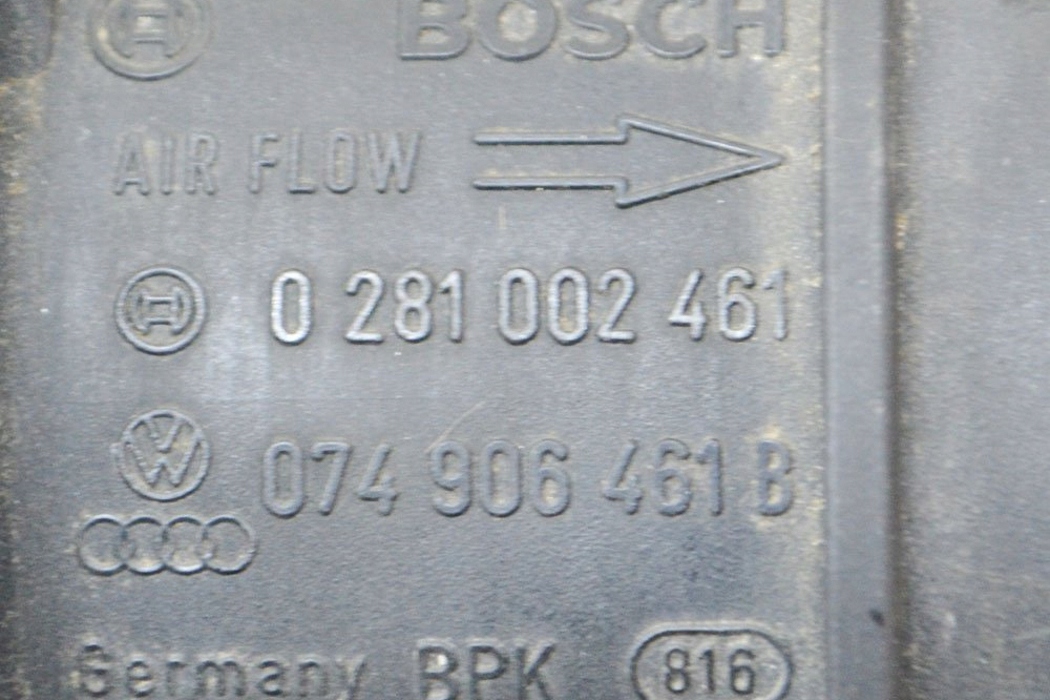 BOSCH
AIR FLOW
0 281 002 461
074 906 461 B
Germany BPK 816